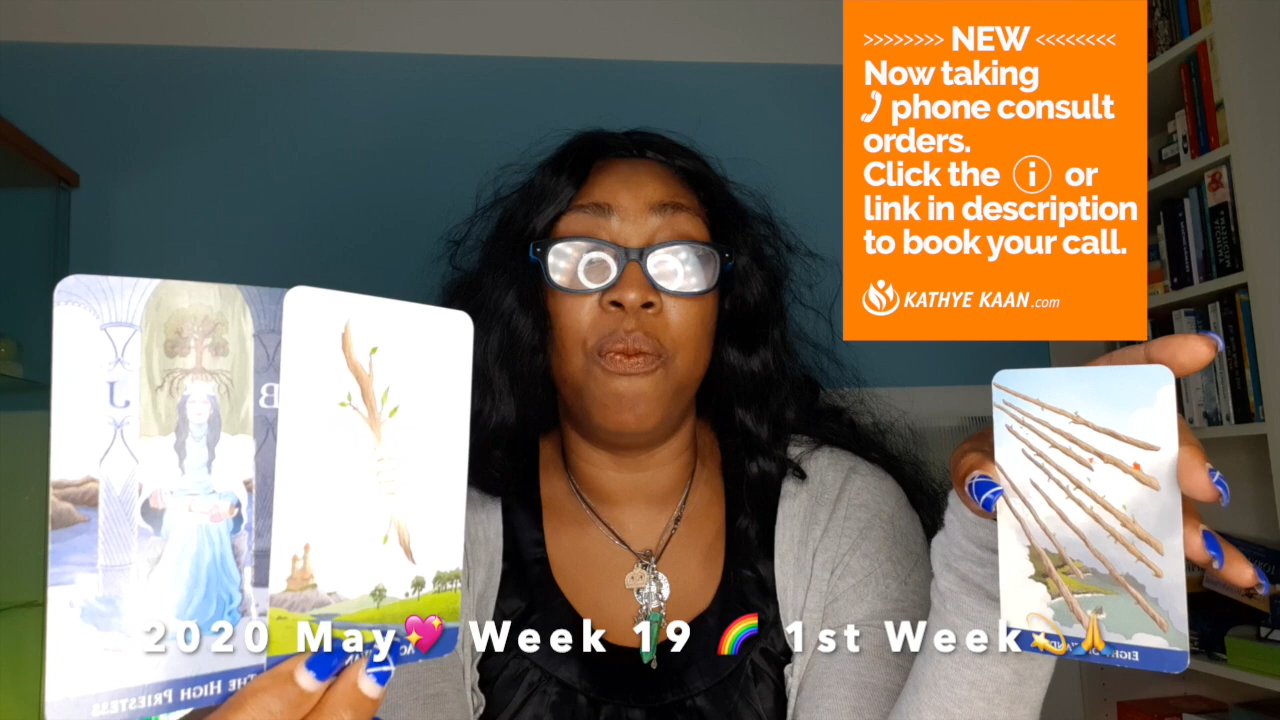 >>>>>>>> NEW <<<<<<<<
Now taking
phone consult
orders.
Click the i or
link in description
to book your call.
KATHYE KAAN.com
J
B
THE HIGH PRIESTESS
2020 May💖 Week 19 🌈 1st Week💫🙏